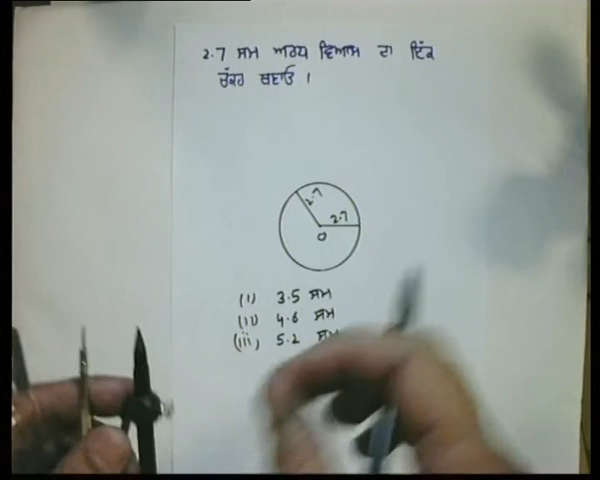 2.7 ਸਮ ਅਰਧ ਵਿਆਸ ਦਾ ਇੱਕ
ਚੱਕਰ ਬਣਾਓ ।
2.7
2.7
O
(i) 3.5 ਸਮ
(ii) 4.6 ਸਮ
(iii) 5.2 ਸਮ